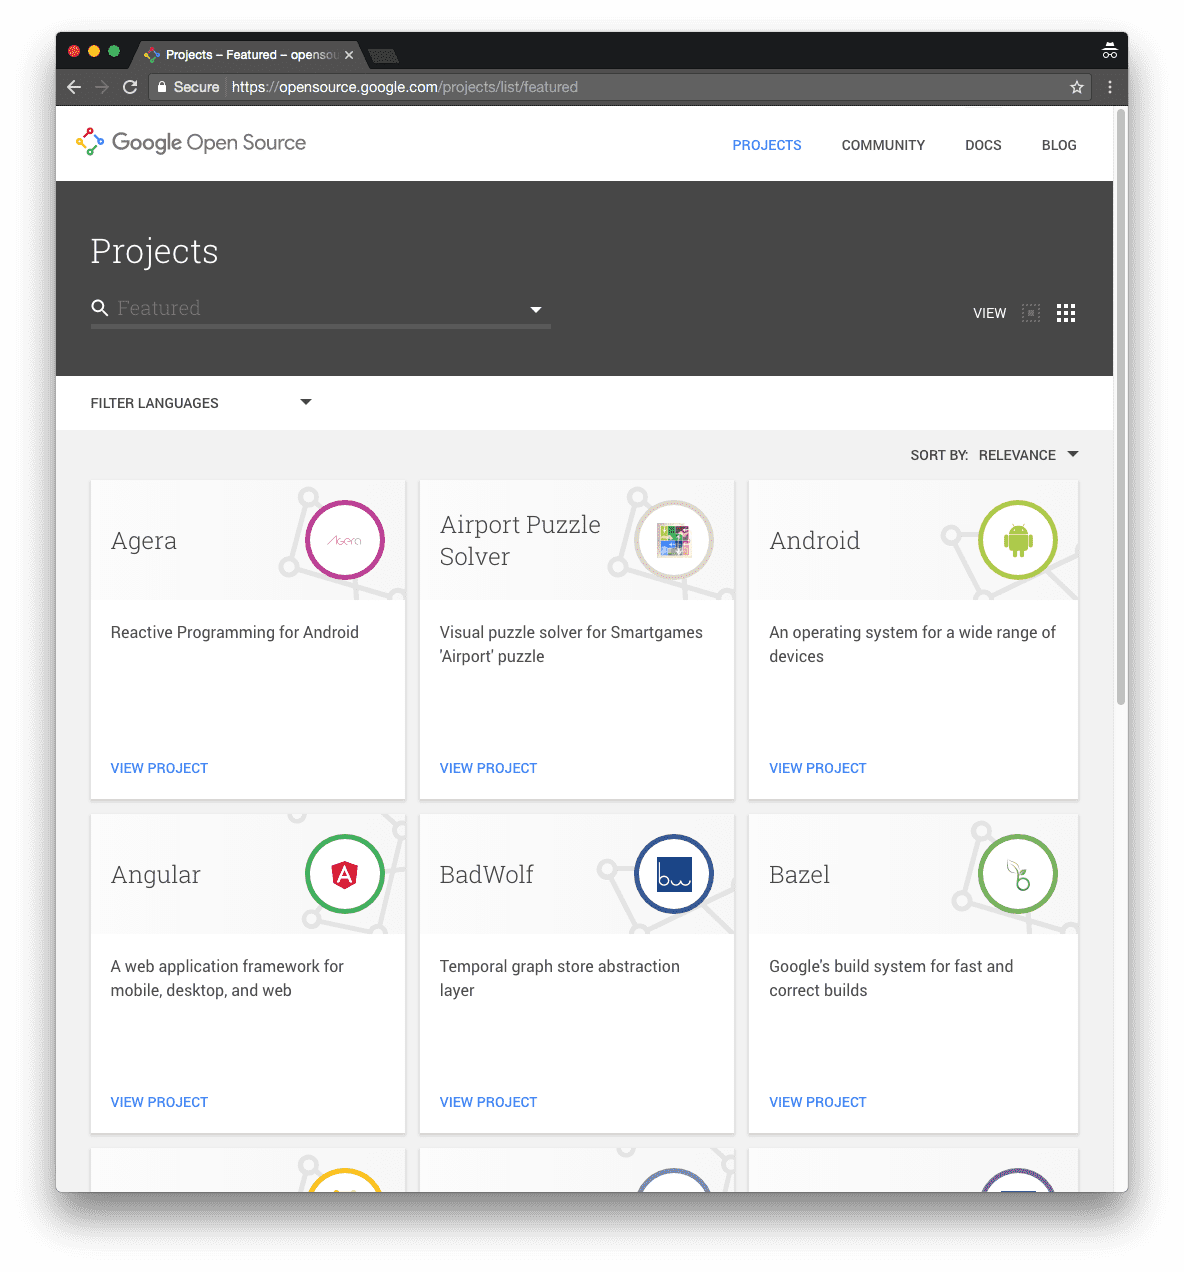 Projects – Featured – opensou
Secure https://opensource.google.com/projects/list/featured
Google Open Source
PROJECTS COMMUNITY DOCS BLOG
Projects
Featured
VIEW
FILTER LANGUAGES
SORT BY: RELEVANCE
Agera
Agera
Reactive Programming for Android
VIEW PROJECT
Airport Puzzle
Solver
Visual puzzle solver for Smartgames
'Airport' puzzle
VIEW PROJECT
Android
An operating system for a wide range of
devices
VIEW PROJECT
Angular
A
A web application framework for
mobile, desktop, and web
VIEW PROJECT
BadWolf
bw
Temporal graph store abstraction
layer
VIEW PROJECT
Bazel
b
Google's build system for fast and
correct builds
VIEW PROJECT